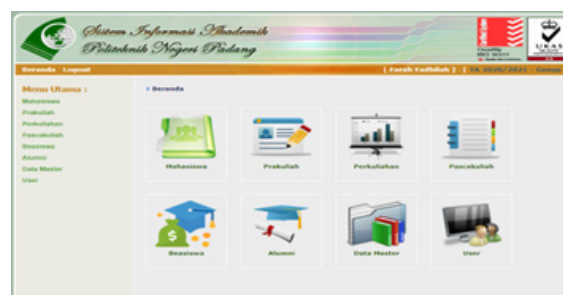 Sistem Informasi Akademik
Politeknik Negeri Padang
Beranda Logout
( Farah Fadhilah ) | TA 2020/2021 - Genap
Menu Utama :
Mahasiswa
Prakuliah
Perkuliahan
Pascakuliah
Beasiswa
Alumni
Data Master
User
› Beranda
Mahasiswa
Prakuliah
Perkuliahan
Pascakuliah
Beasiswa
Alumni
Data Master
User
UKAS